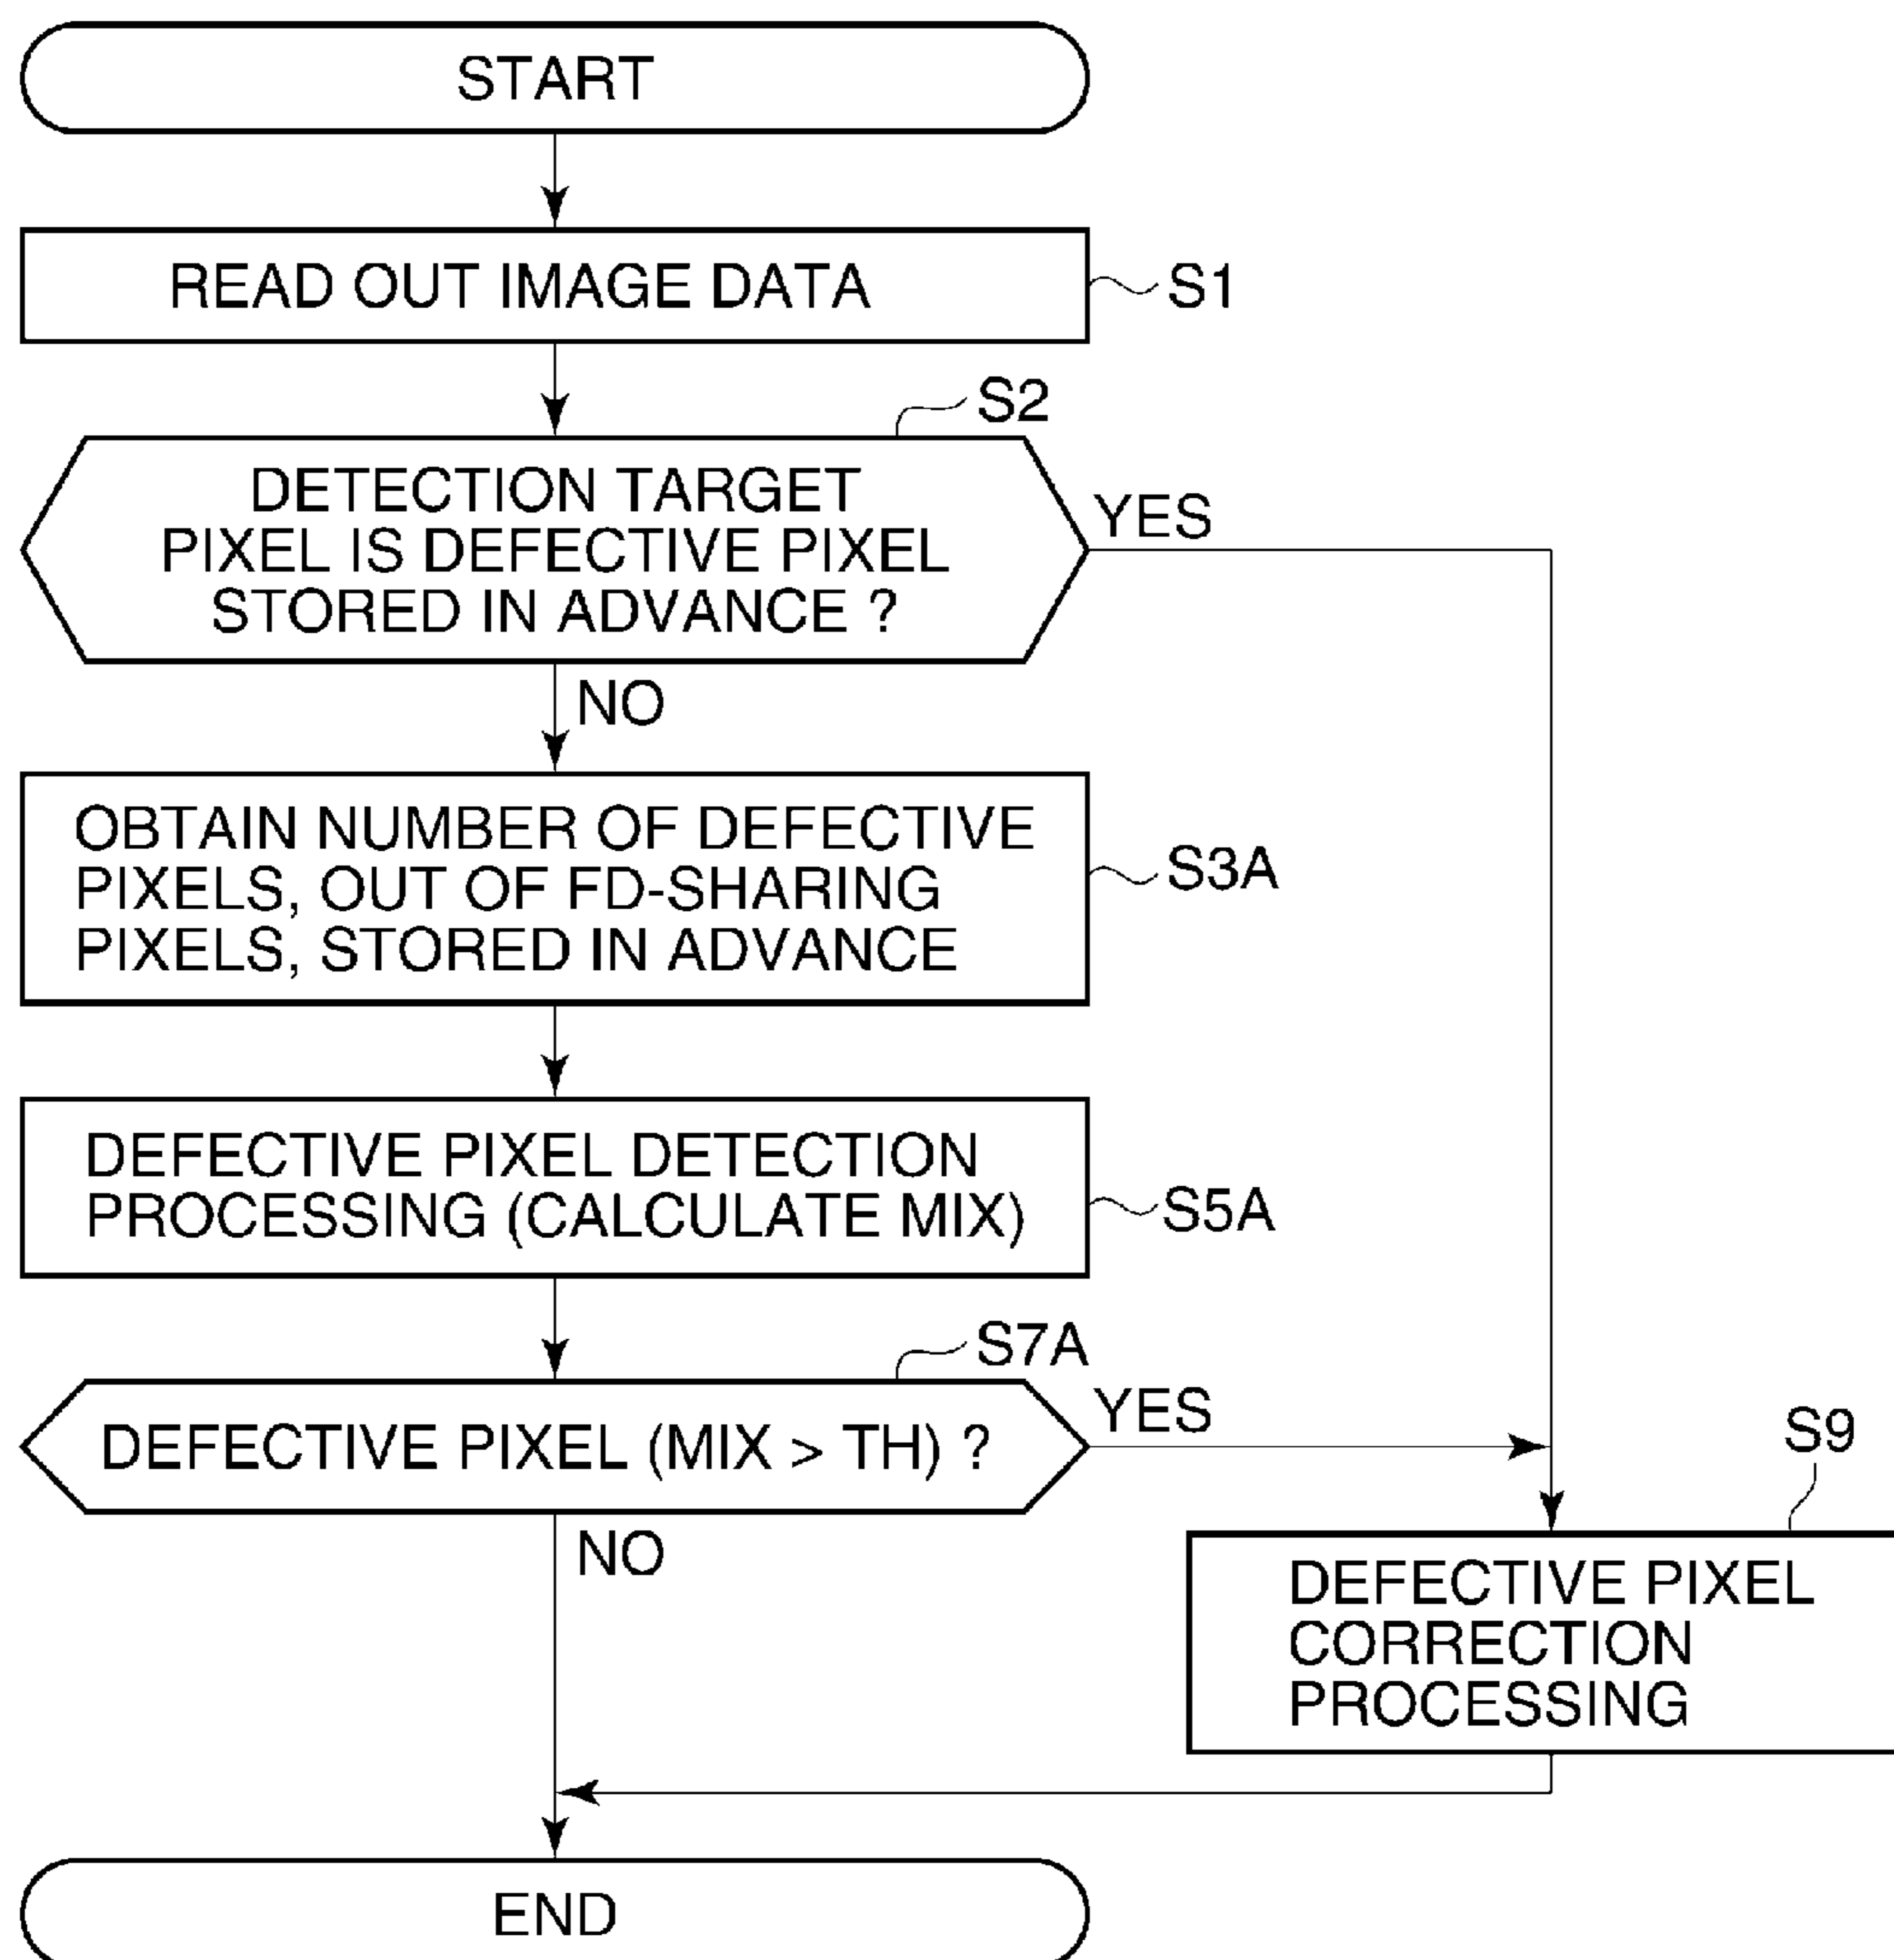 START
READ OUT IMAGE DATA
S1
S2
DETECTION TARGET
PIXEL IS DEFECTIVE PIXEL
STORED IN ADVANCE ?
YES
NO
OBTAIN NUMBER OF DEFECTIVE
PIXELS, OUT OF FD-SHARING
PIXELS, STORED IN ADVANCE
S3A
DEFECTIVE PIXEL DETECTION
PROCESSING (CALCULATE MIX)
S5A
S7A
DEFECTIVE PIXEL (MIX > TH) ?
YES
NO
S9
DEFECTIVE PIXEL
CORRECTION
PROCESSING
END